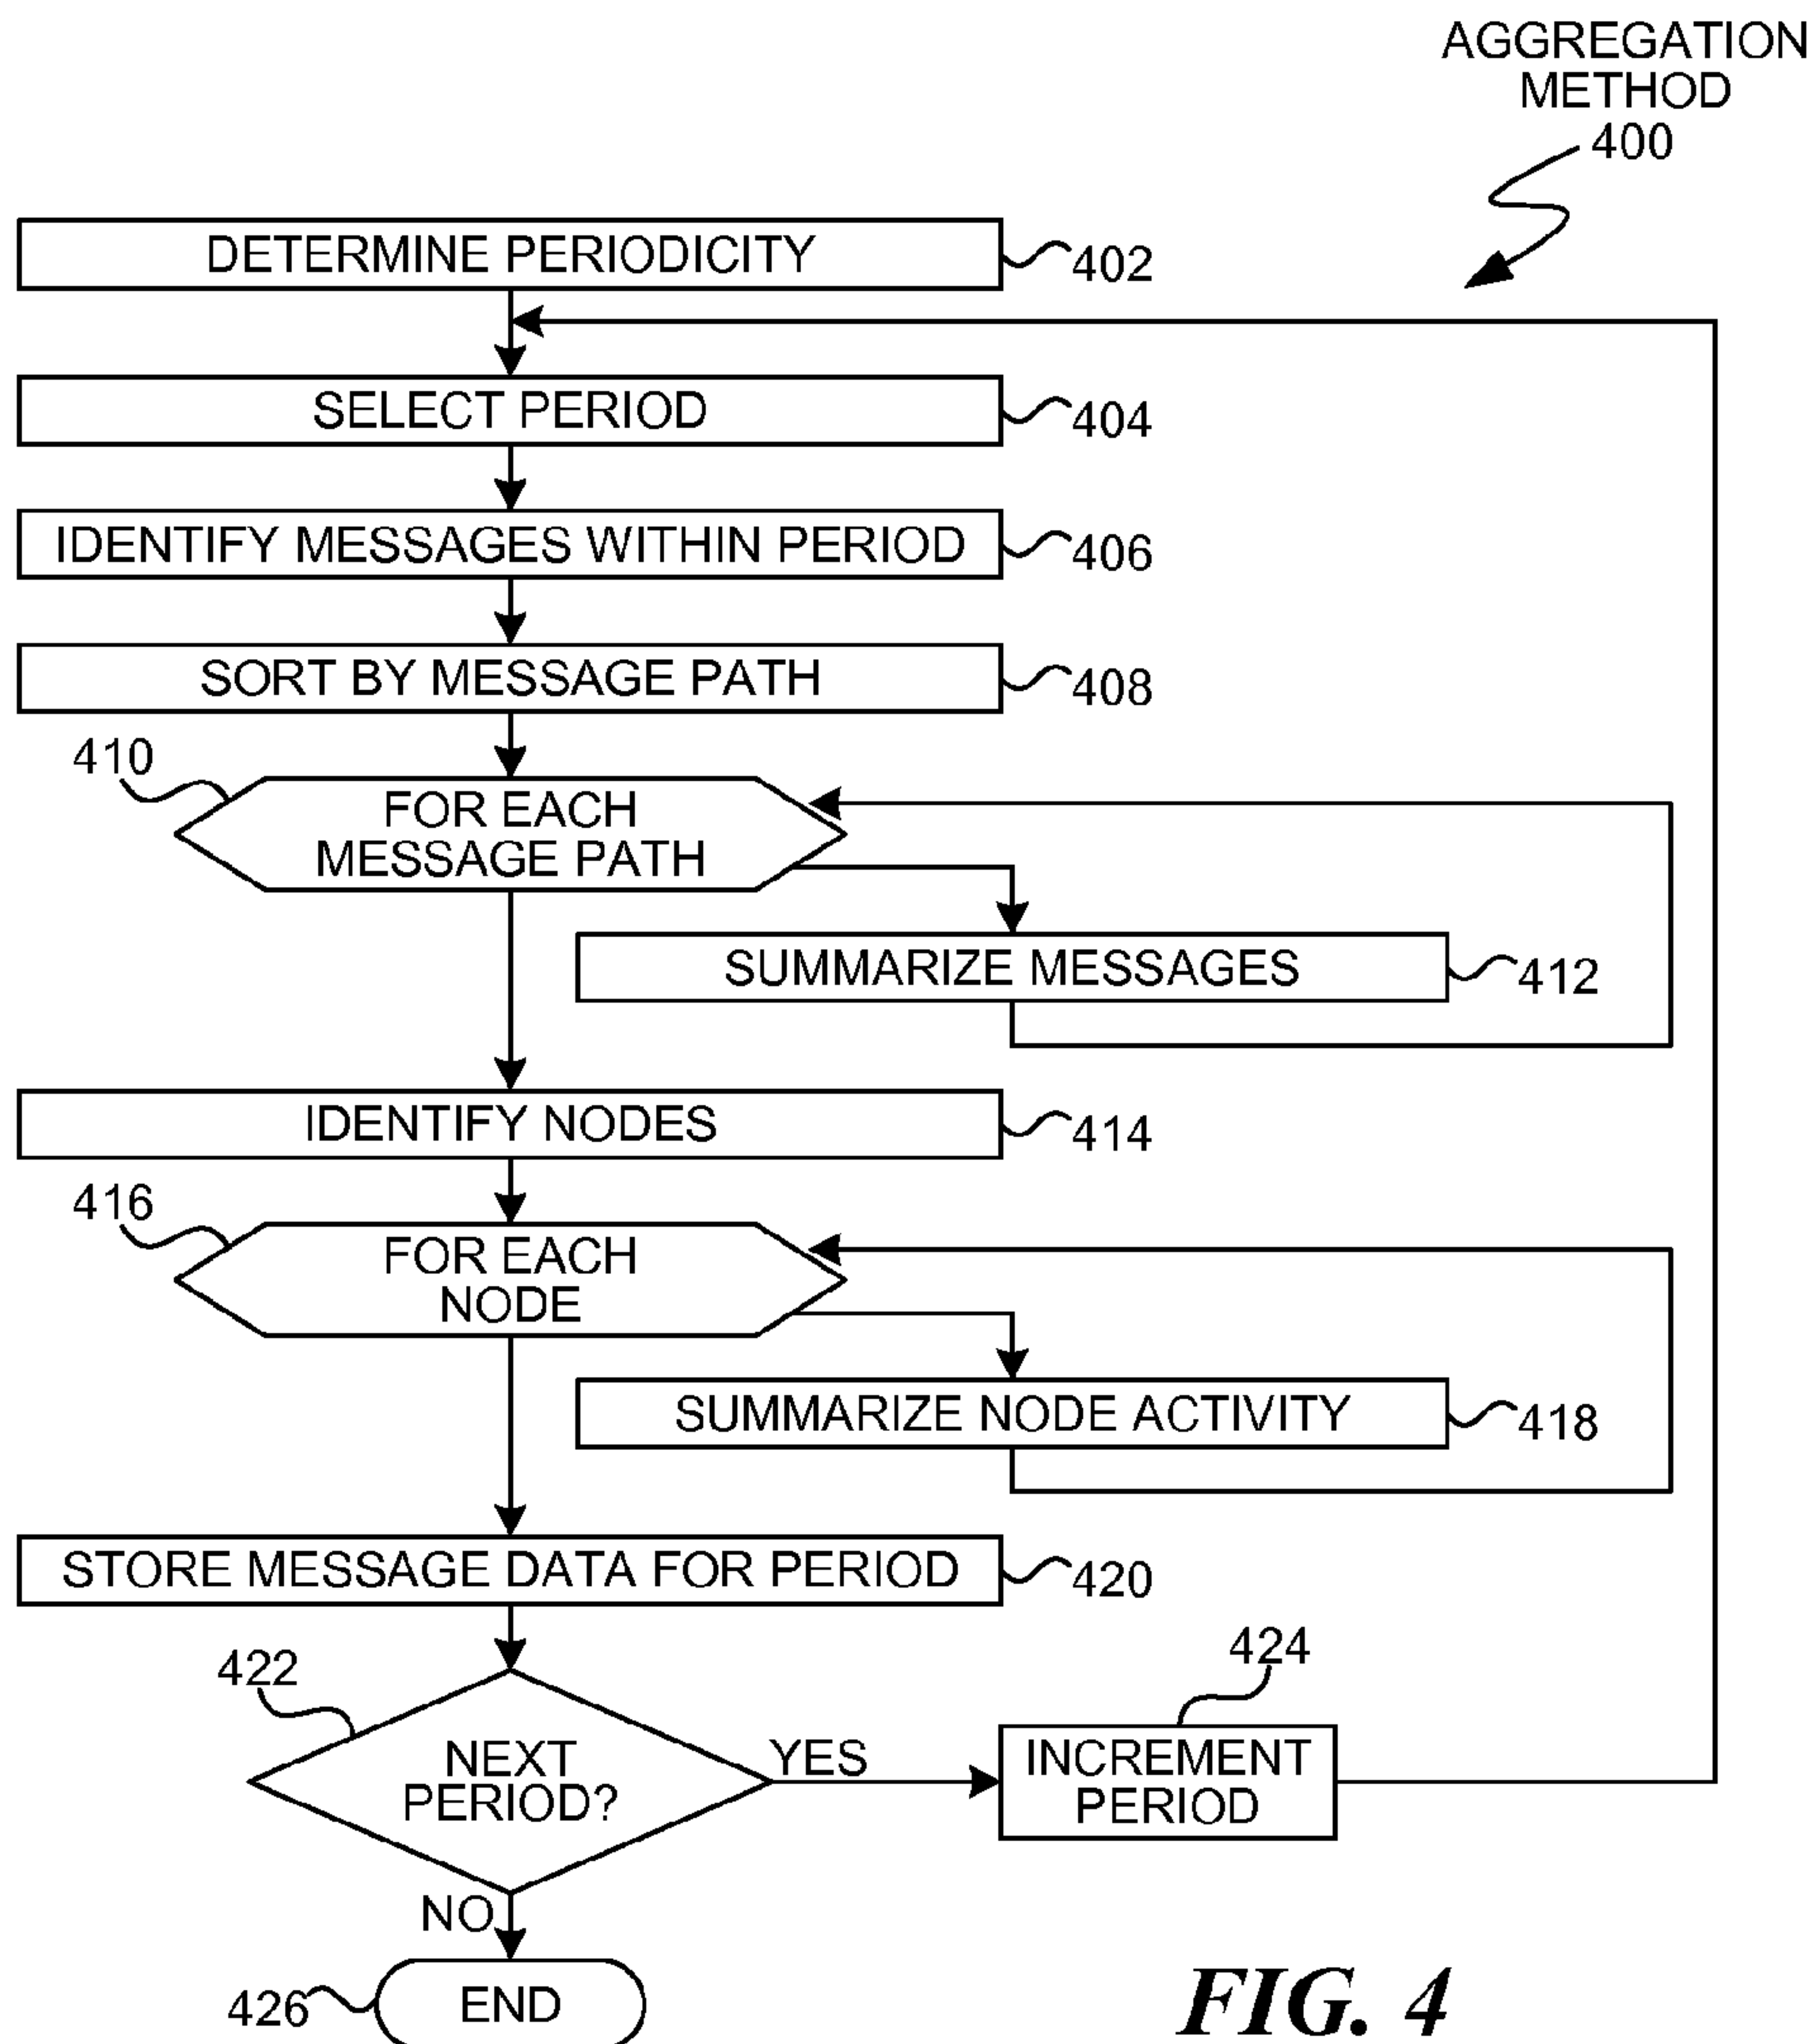 AGGREGATION
METHOD
400
DETERMINE PERIODICITY
402
SELECT PERIOD
404
IDENTIFY MESSAGES WITHIN PERIOD
406
SORT BY MESSAGE PATH
408
410
FOR EACH
MESSAGE PATH
SUMMARIZE MESSAGES
412
IDENTIFY NODES
414
416
FOR EACH
NODE
SUMMARIZE NODE ACTIVITY
418
STORE MESSAGE DATA FOR PERIOD
420
422
NEXT
PERIOD?
YES
424
INCREMENT
PERIOD
NO
426
END
FIG. 4